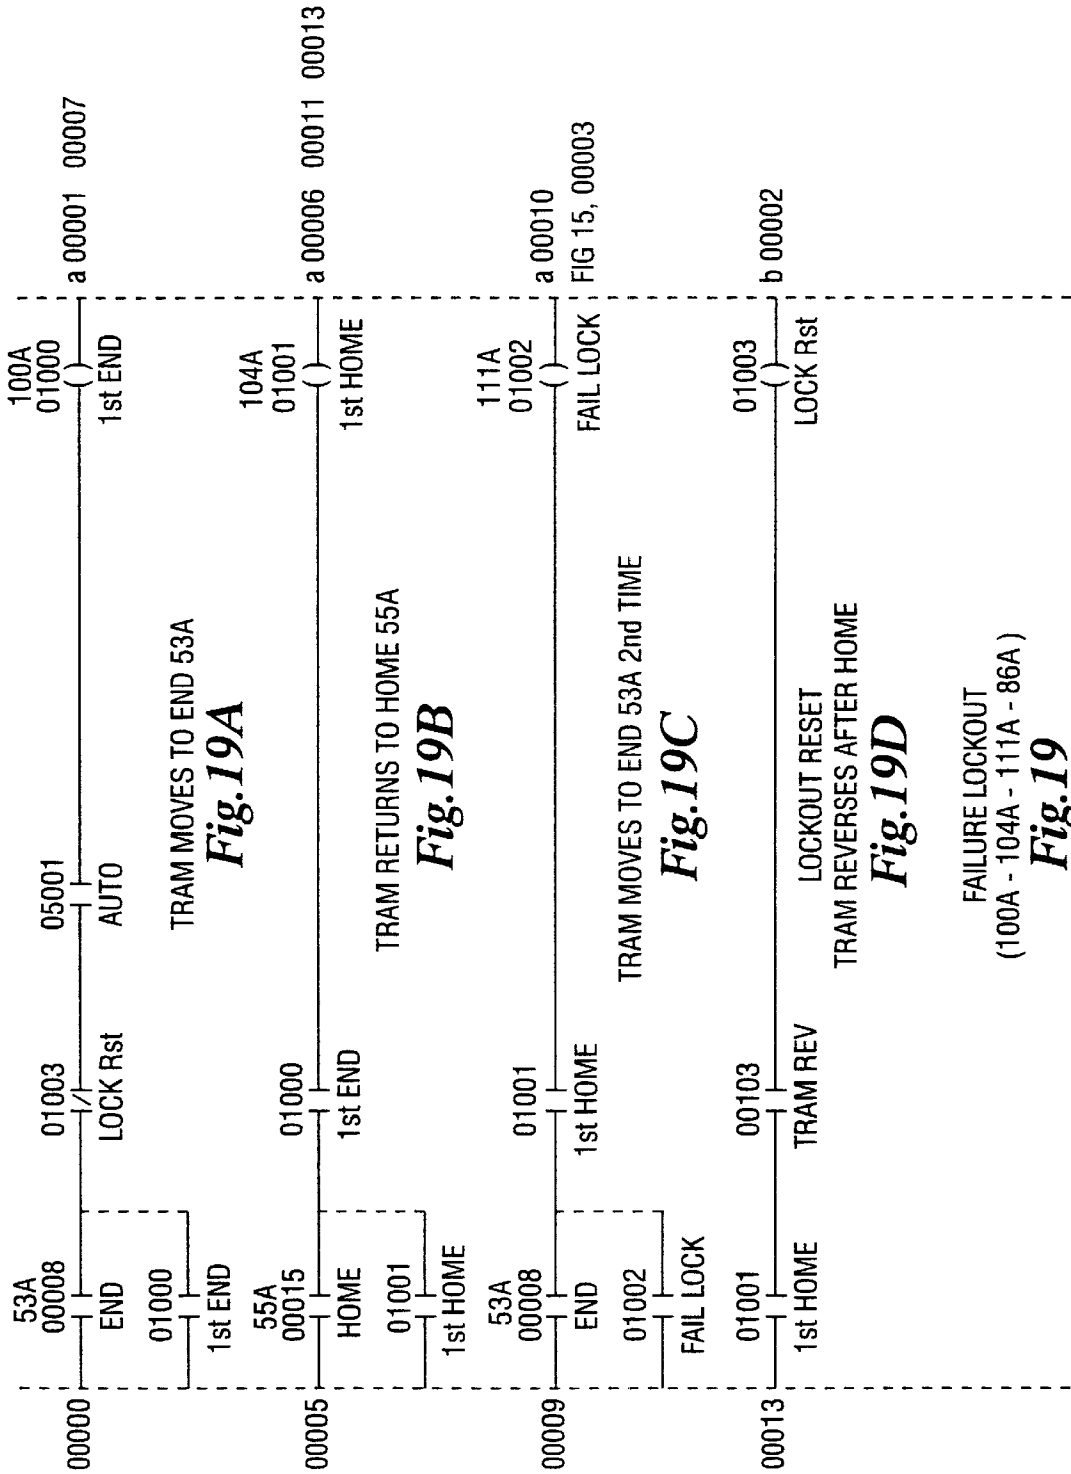 100A
53A
00008
01003
05001
01000
00000
a 00001 00007
END
LOCK Rst
AUTO
1st END
01000
1st END
TRAM MOVES TO END 53A
Fig.19A
104A
55A
00015
01000
01001
00005
a 00006 00011 00013
HOME
1st END
1st HOME
01001
1st HOME
TRAM RETURNS TO HOME 55A
Fig.19B
111A
53A
00008
01001
01002
00009
a 00010
END
1st HOME
FAIL LOCK
FIG 15, 00003
01002
FAIL LOCK
TRAM MOVES TO END 53A 2nd TIME
Fig.19C
01001
00103
01003
00013
b 00002
1st HOME
TRAM REV
LOCK Rst
LOCKOUT RESET
TRAM REVERSES AFTER HOME
Fig.19D
FAILURE LOCKOUT
(100A - 104A - 111A - 86A)
Fig.19